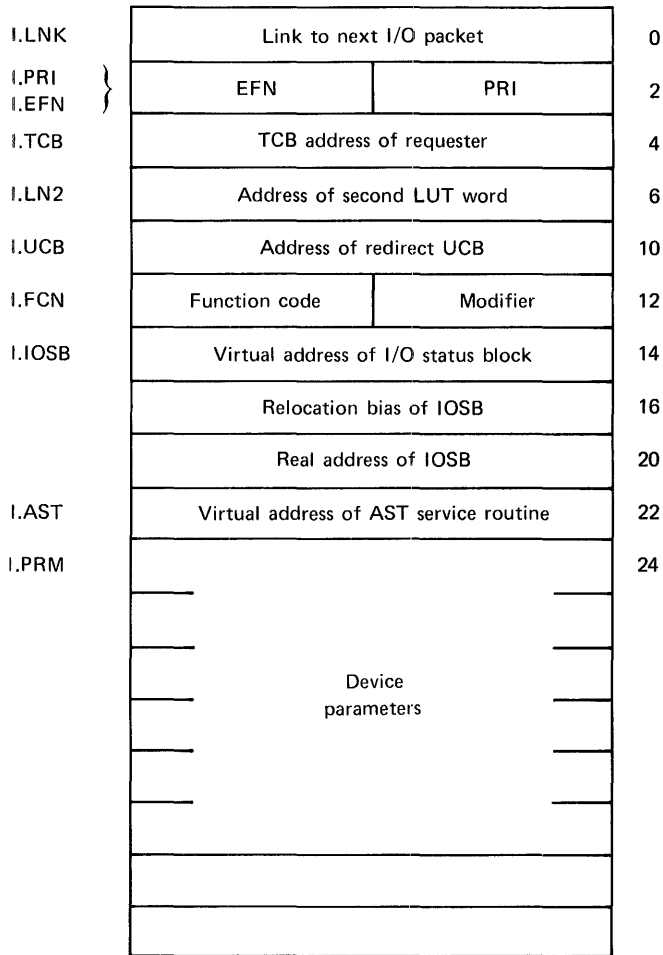 I.LNK Link to next I/O packet 0
I.PRI
I.EFN } EFN PRI 2
I.TCB TCB address of requester 4
I.LN2 Address of second LUT word 6
I.UCB Address of redirect UCB 10
I.FCN Function code Modifier 12
I.IOSB Virtual address of I/O status block 14
Relocation bias of IOSB 16
Real address of IOSB 20
I.AST Virtual address of AST service routine 22
I.PRM 24
Device
parameters